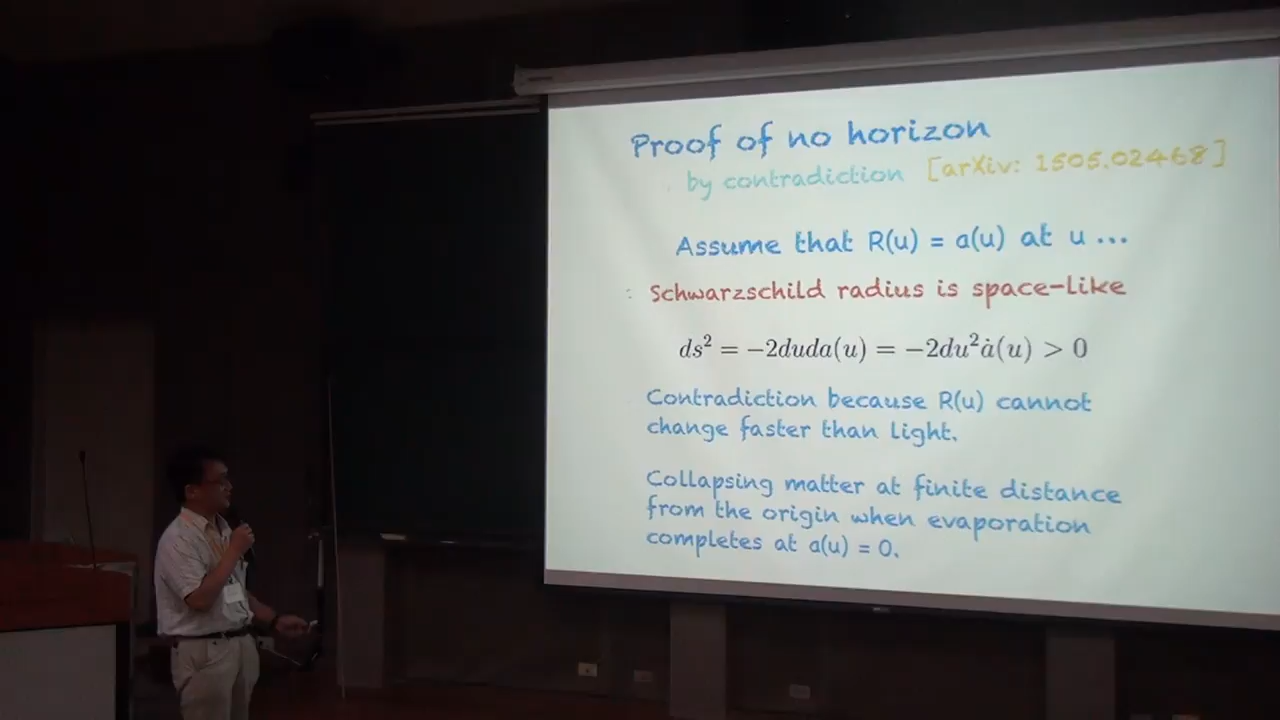 Proof of no horizon
by contradiction [arXiv: 1505.02468]
Assume that R(u) = a(u) at u ...
Schwarzschild radius is space-like
ds² = −2duda(u) = −2du²ȧ(u) > 0
Contradiction because R(u) cannot
change faster than light.
Collapsing matter at finite distance
from the origin when evaporation
completes at a(u) = 0.